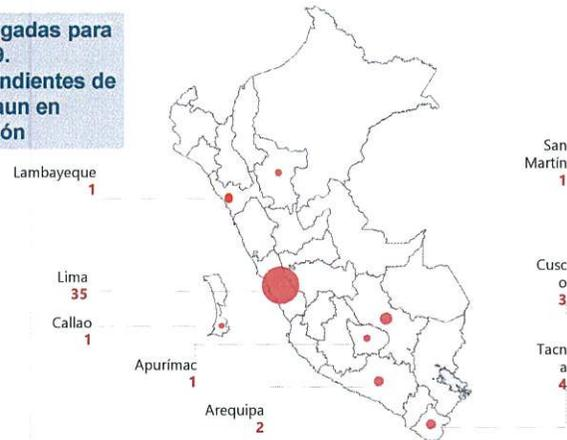 gadas para
9.
ndientes de
aun en
ón
Lambayeque
1
San
Martín
1
Lima
35
Cusc
o
3
Callao
1
Tacn
a
4
Apurímac
1
Arequipa
2